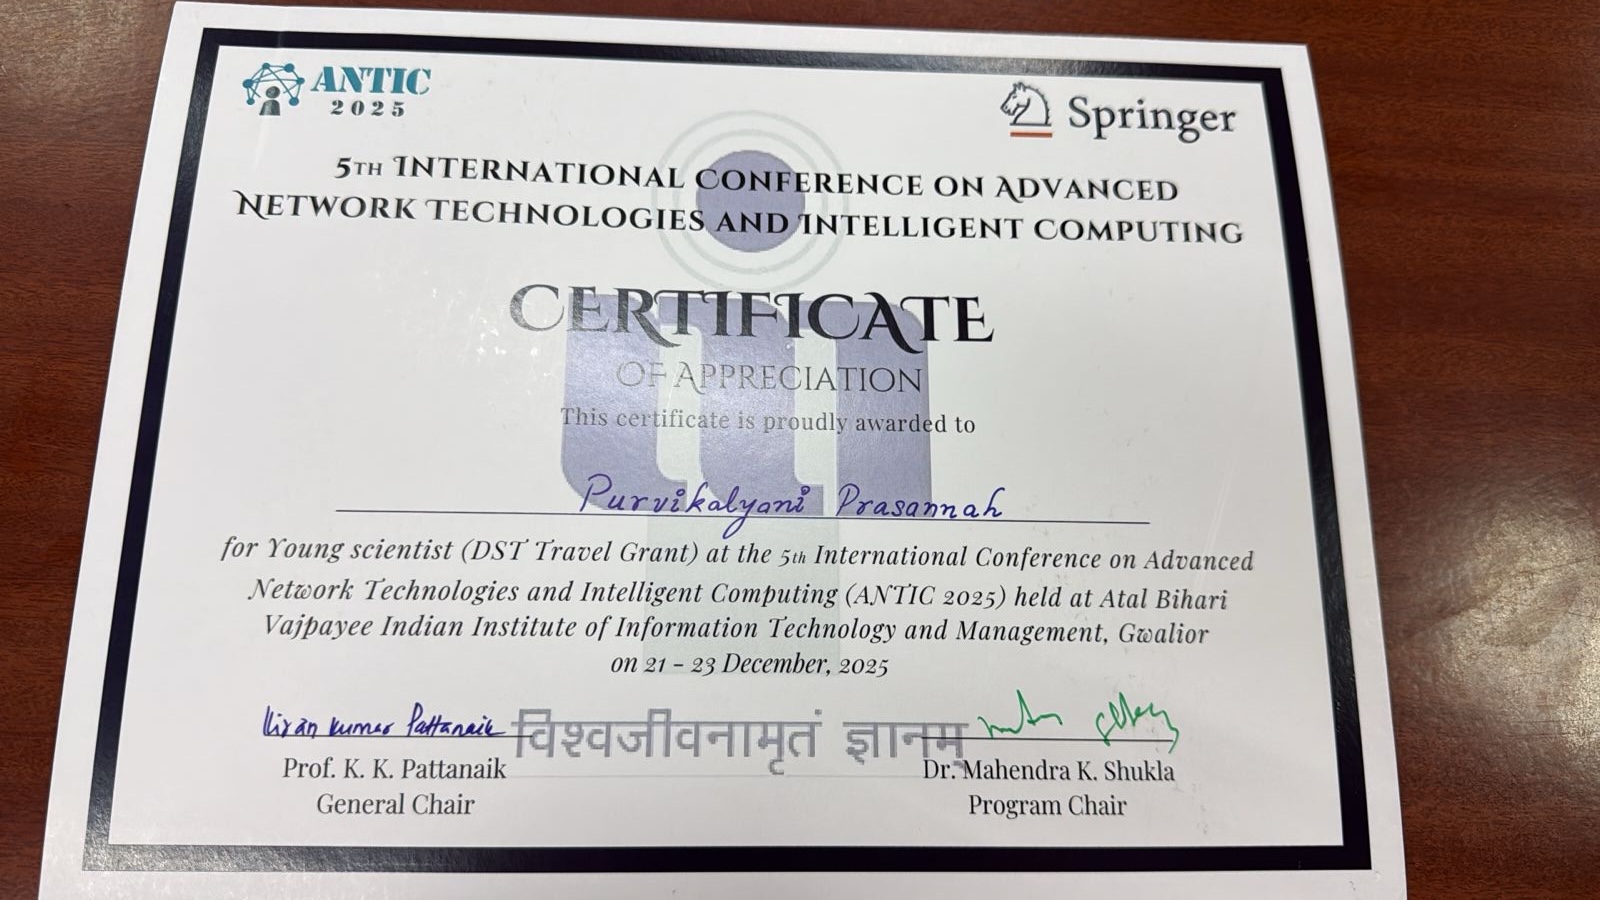 ANTIC
2025
Springer
5TH INTERNATIONAL CONFERENCE ON ADVANCED
NETWORK TECHNOLOGIES AND INTELLIGENT COMPUTING
CERTIFICATE
OF APPRECIATION
This certificate is proudly awarded to
Purvikalyani Prasannah
for Young scientist (DST Travel Grant) at the 5th International Conference on Advanced
Network Technologies and Intelligent Computing (ANTIC 2025) held at Atal Bihari
Vajpayee Indian Institute of Information Technology and Management, Gwalior
on 21 - 23 December, 2025
Kiran Kumar Pattanaik
विश्वजीवनामृतं ज्ञानम्
Prof. K. K. Pattanaik
General Chair
Dr. Mahendra K. Shukla
Program Chair